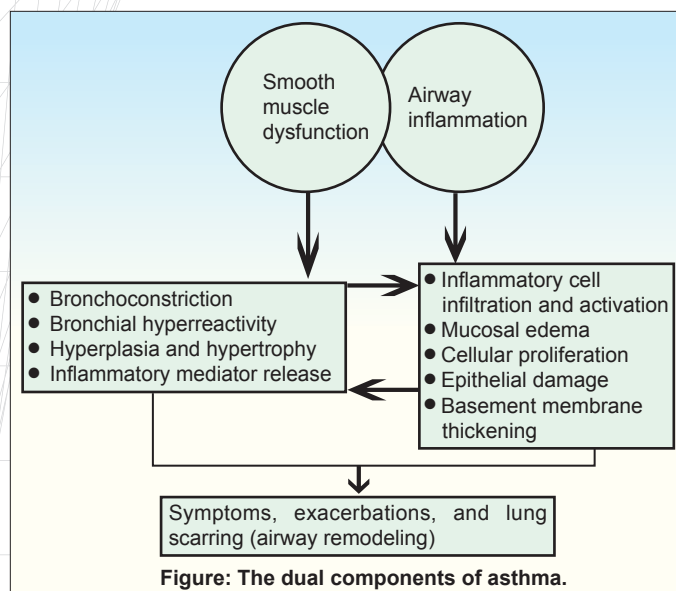 Smooth
muscle
dysfunction
Airway
inflammation
● Bronchoconstriction
● Bronchial hyperreactivity
● Hyperplasia and hypertrophy
● Inflammatory mediator release
● Inflammatory cell
infiltration and activation
● Mucosal edema
● Cellular proliferation
● Epithelial damage
● Basement membrane
thickening
Symptoms, exacerbations, and lung
scarring (airway remodeling)
Figure: The dual components of asthma.